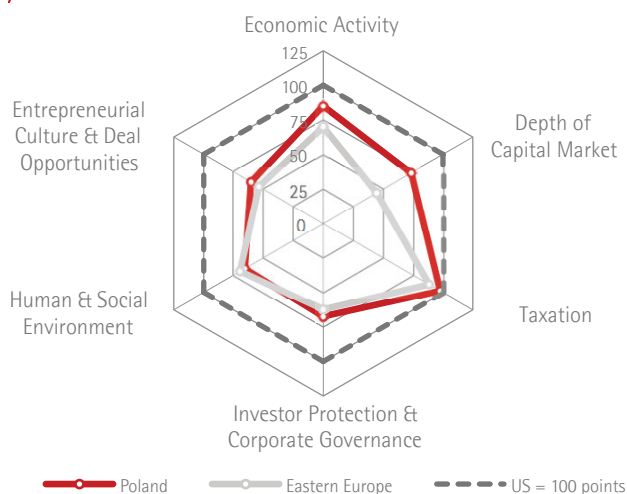 Economic Activity
125
100
75
50
25
0
Entrepreneurial
Culture & Deal
Opportunities
Depth of
Capital Market
Human & Social
Environment
Taxation
Investor Protection &
Corporate Governance
Poland
Eastern Europe
US = 100 points